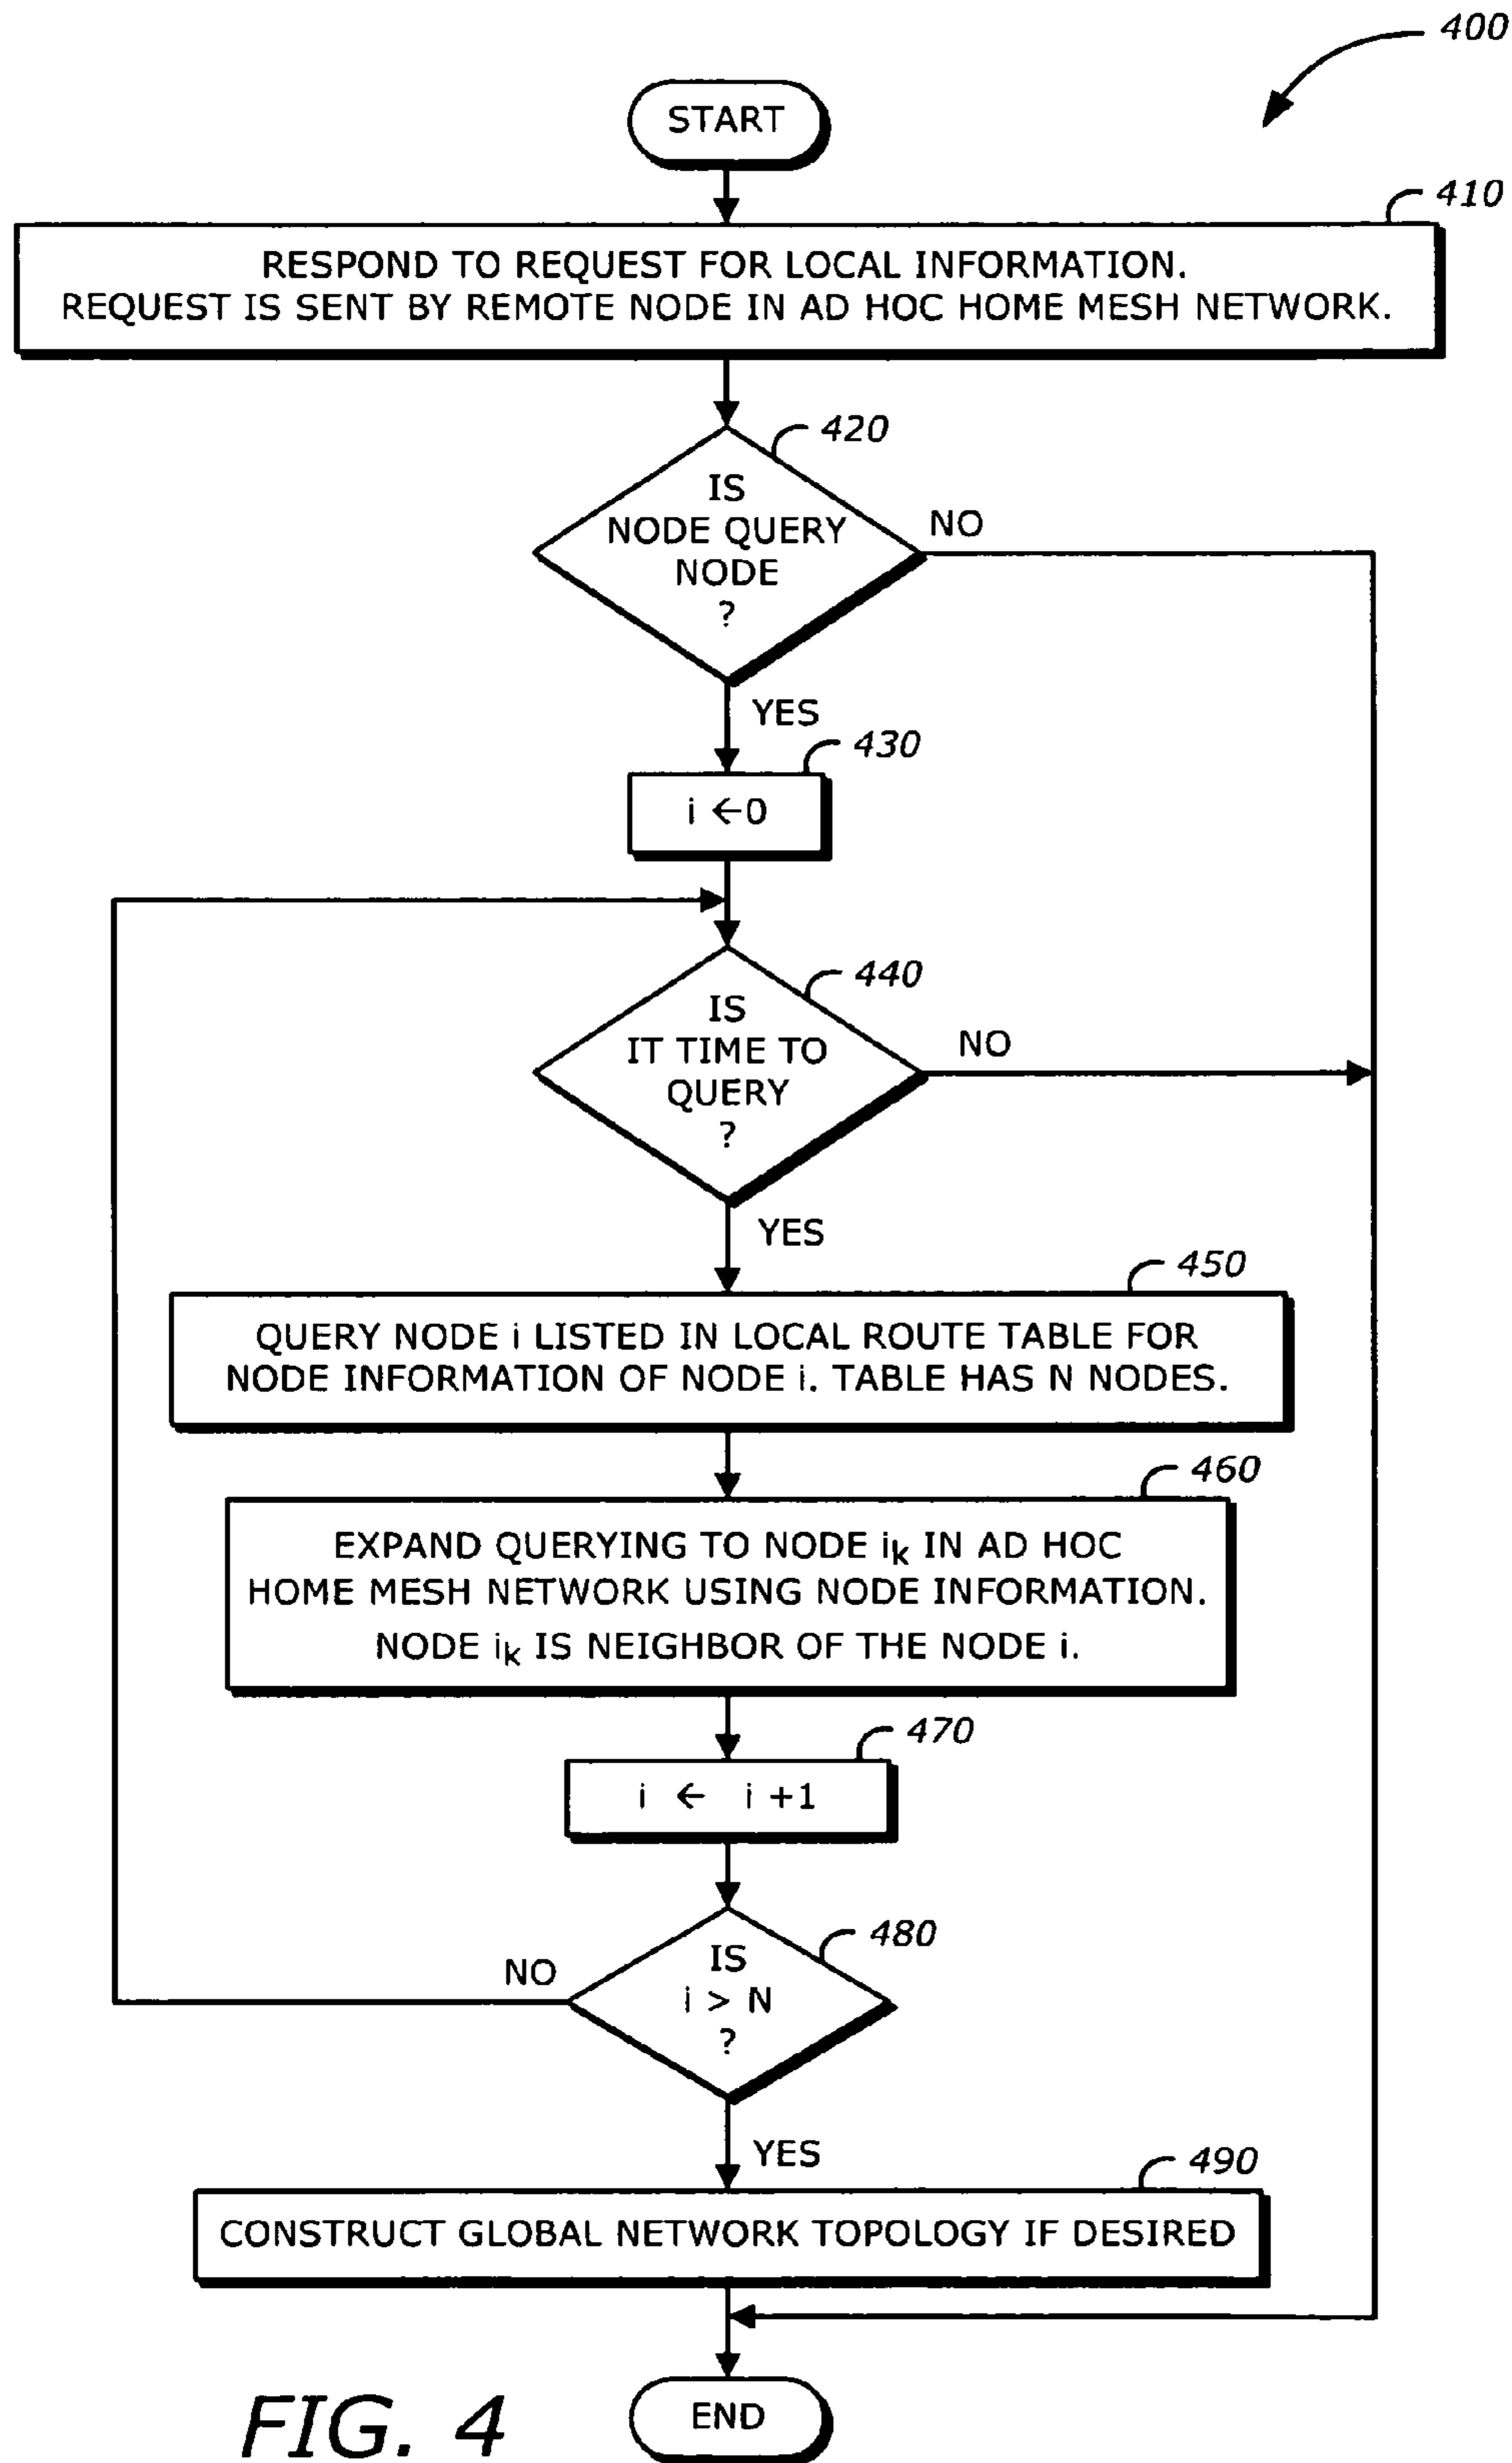 400
START
410
RESPOND TO REQUEST FOR LOCAL INFORMATION.
REQUEST IS SENT BY REMOTE NODE IN AD HOC HOME MESH NETWORK.
420
IS
NODE QUERY
NODE
?
NO
YES
430
i ←0
440
IS
IT TIME TO
QUERY
?
NO
YES
450
QUERY NODE i LISTED IN LOCAL ROUTE TABLE FOR
NODE INFORMATION OF NODE i. TABLE HAS N NODES.
460
EXPAND QUERYING TO NODE iₖ IN AD HOC
HOME MESH NETWORK USING NODE INFORMATION.
NODE iₖ IS NEIGHBOR OF THE NODE i.
470
i ← i +1
480
IS
i > N
?
NO
YES
490
CONSTRUCT GLOBAL NETWORK TOPOLOGY IF DESIRED
END
FIG. 4